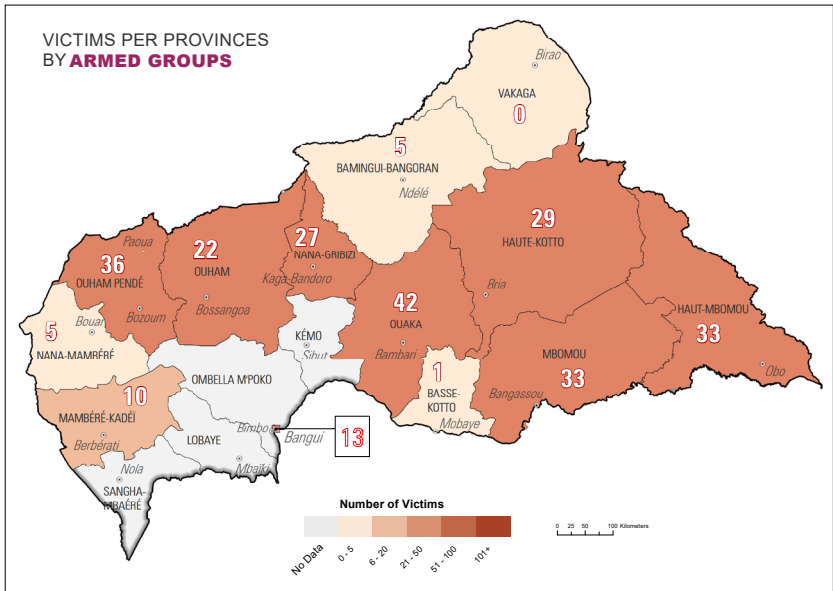 VICTIMS PER PROVINCES
BY ARMED GROUPS
Birao
VAKAGA
0
5
BAMINGUI-BANGORAN
Ndélé
29
HAUTE-KOTTO
Bria
27
NANA-GRIBIZI
Kaga-Bandoro
22
OUHAM
Bossangoa
Paoua
36
OUHAM PENDÉ
Bozoum
5
Bouar
NANA-MAMBÉRÉ
42
OUAKA
Bambari
KÉMO
Sibut
HAUT-MBOMOU
33
Obo
MBOMOU
33
Bangassou
1
BASSE-
KOTTO
Mobaye
OMBELLA M'POKO
10
MAMBÉRÉ-KADÉÏ
Berbérati
LOBAYE
Bimbo
Bangui
13
Mbaïki
Nola
SANGHA-
MBAÉRÉ
Number of Victims
No Data
0 - 5
6 - 20
21 - 50
51 - 100
101+
0 25 50 100 Kilometers